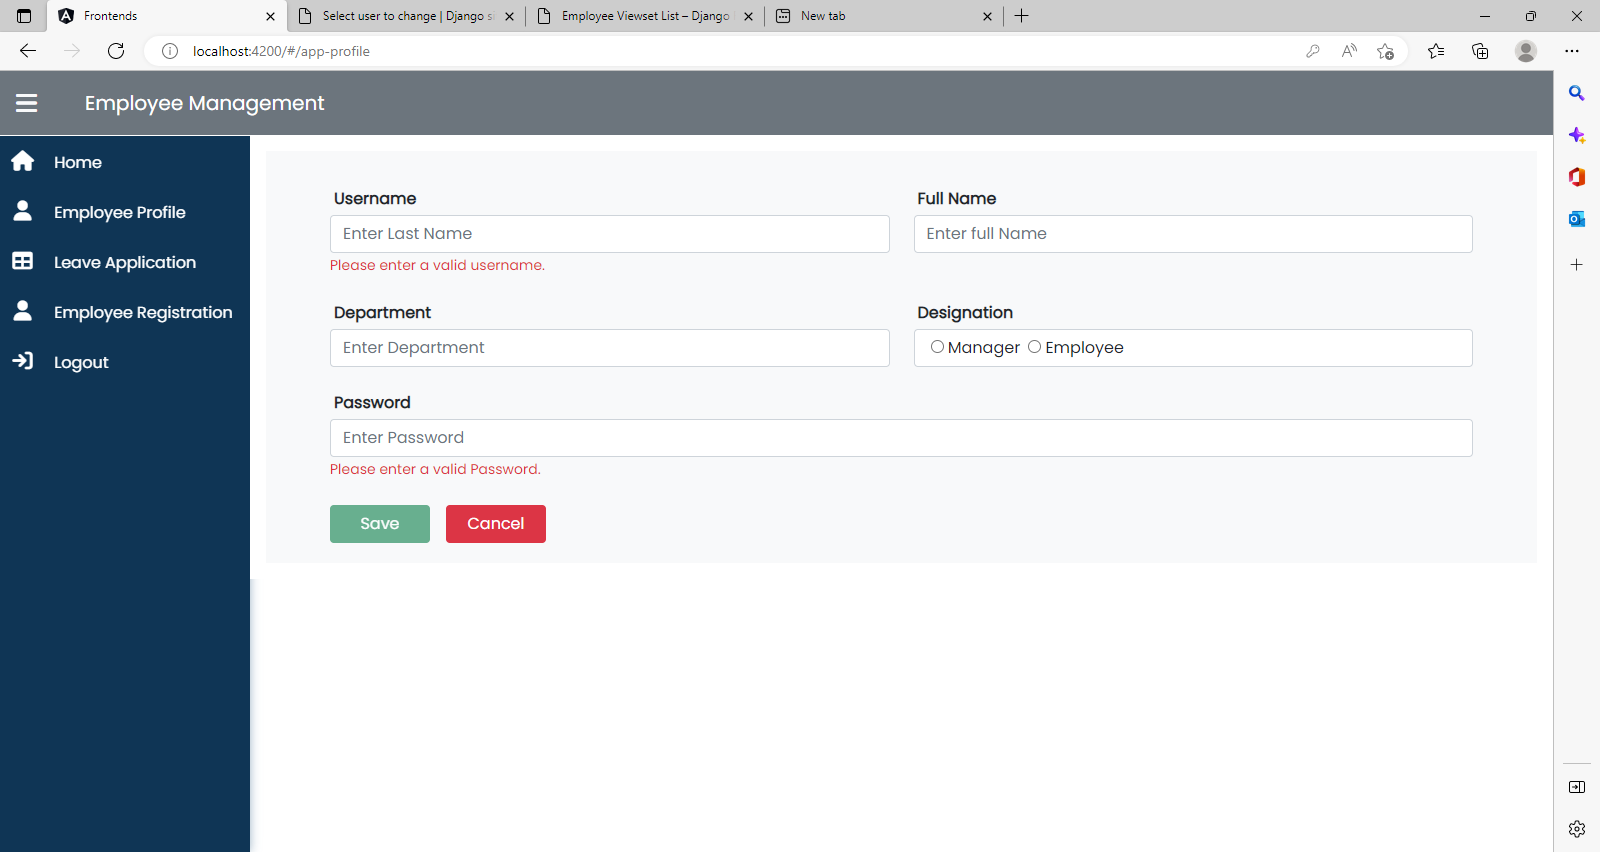 Frontends
Select user to change | Django s
Employee Viewset List – Django
New tab
localhost:4200/#/app-profile
Employee Management
Home
Employee Profile
Leave Application
Employee Registration
Logout
Username
Full Name
Enter Last Name
Enter full Name
Please enter a valid username.
Department
Designation
Enter Department
Manager Employee
Password
Enter Password
Please enter a valid Password.
Save
Cancel